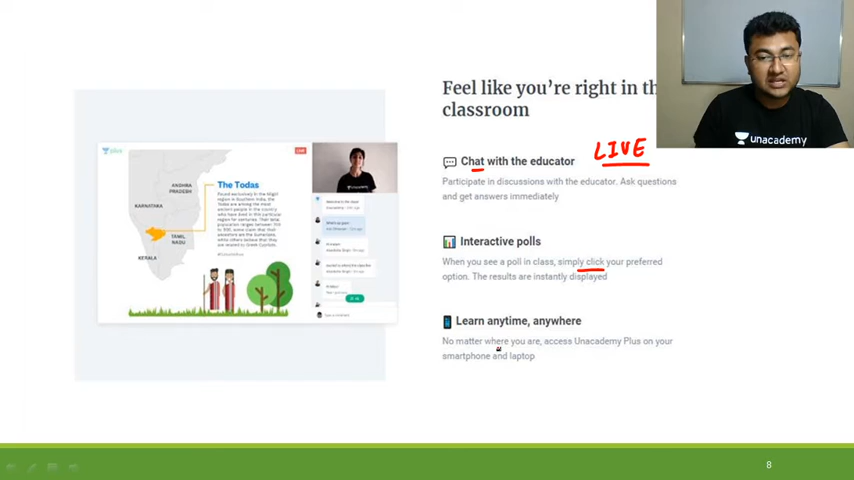 Feel like you're right in th
classroom
LIVE
Chat with the educator
Participate in discussions with the educator. Ask questions
and get answers immediately
Interactive polls
When you see a poll in class, simply click your preferred
option. The results are instantly displayed
Learn anytime, anywhere
No matter where you are, access Unacademy Plus on your
smartphone and laptop
unacademy
plus
LIVE
The Todas
ANDHRA
PRADESH
KARNATAKA
TAMIL
NADU
KERALA
8